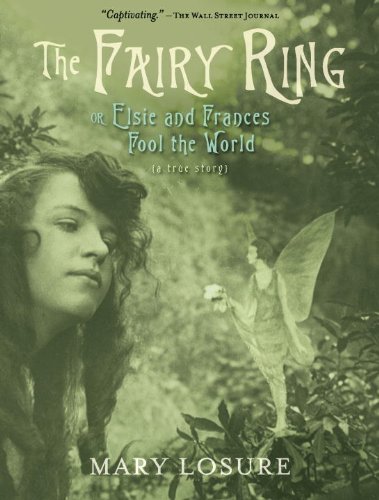 "Captivating."—THE WALL STREET JOURNAL
THE FAIRY RING
OR ELSIE AND FRANCES
FOOL THE WORLD
(a true story)
MARY LOSURE